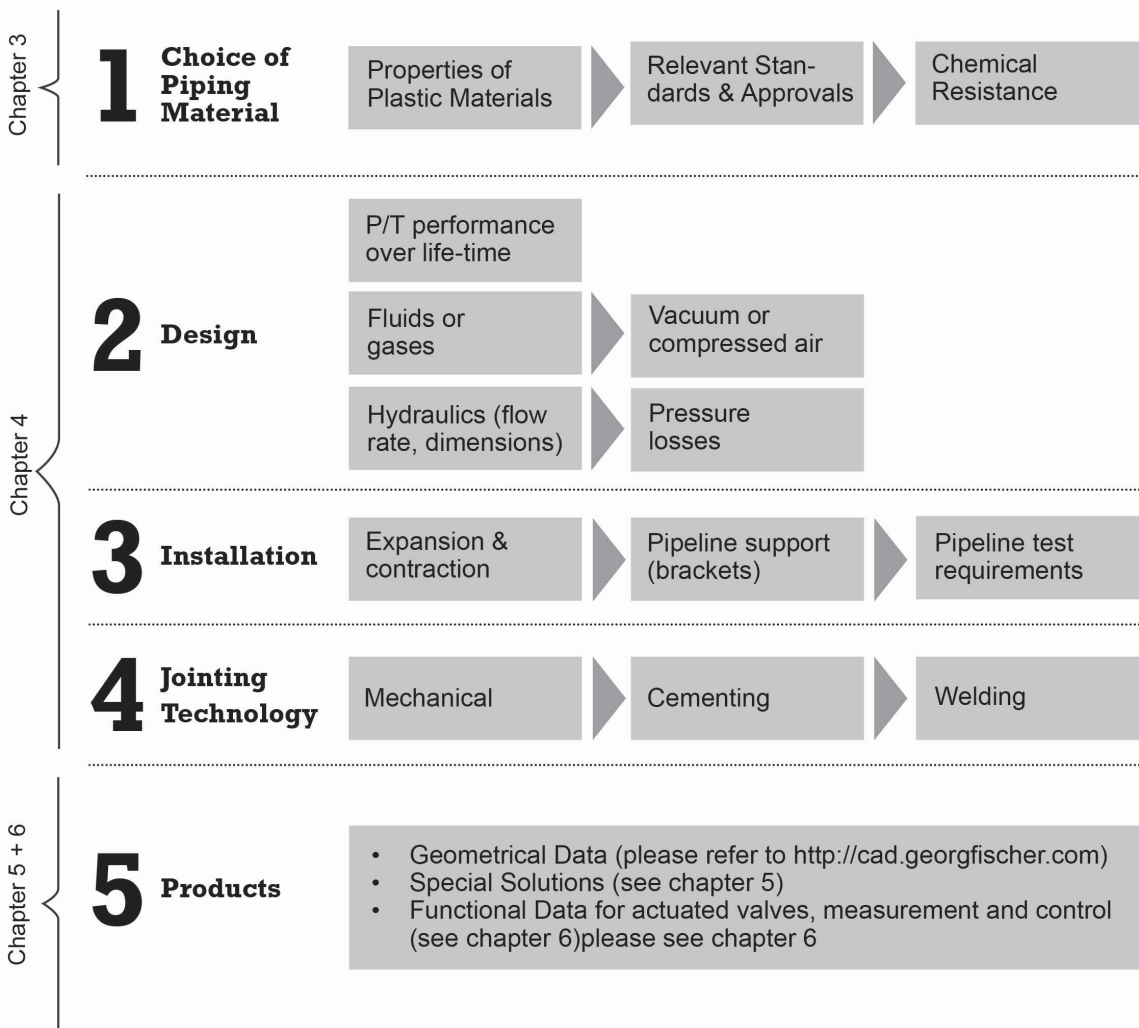 Chapter 3
1
Choice of
Piping
Material
Properties of
Plastic Materials
Relevant Stan-
dards & Approvals
Chemical
Resistance
Chapter 4
2
Design
P/T performance
over life-time
Fluids or
gases
Vacuum or
compressed air
Hydraulics (flow
rate, dimensions)
Pressure
losses
3
Installation
Expansion &
contraction
Pipeline support
(brackets)
Pipeline test
requirements
4
Jointing
Technology
Mechanical
Cementing
Welding
Chapter 5 + 6
5
Products
• Geometrical Data (please refer to http://cad.georgfischer.com)
• Special Solutions (see chapter 5)
• Functional Data for actuated valves, measurement and control
(see chapter 6)please see chapter 6